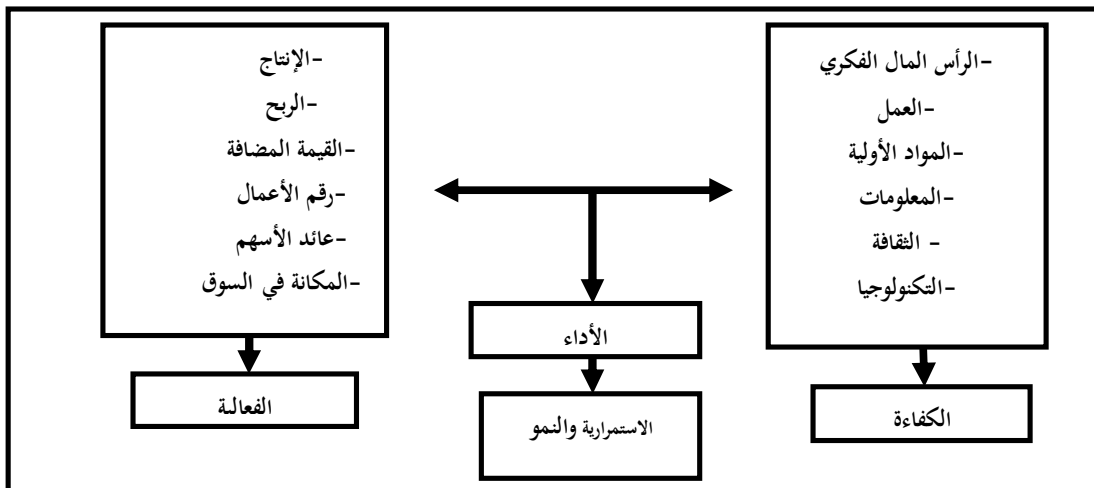 -الرأس المال الفكري
-العمل
-المواد الأولية
-المعلومات
- الثقافة
-التكنولوجيا
الكفاءة
-الإنتاج
-الربح
-القيمة المضافة
-رقم الأعمال
-عائد الأسهم
-المكانة في السوق
الفعالية
الأداء
الاستمرارية والنمو